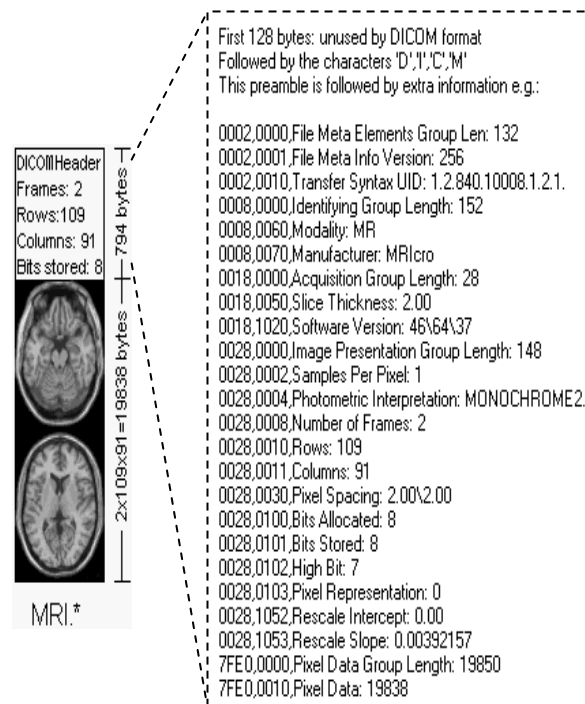 First 128 bytes: unused by DICOM format
Followed by the characters 'D','I','C','M'
This preamble is followed by extra information e.g.:
0002,0000,File Meta Elements Group Len: 132
0002,0001,File Meta Info Version: 256
0002,0010,Transfer Syntax UID: 1.2.840.10008.1.2.1.
0008,0000,Identifying Group Length: 152
0008,0060,Modality: MR
0008,0070,Manufacturer: MRIcro
0018,0000,Acquisition Group Length: 28
0018,0050,Slice Thickness: 2.00
0018,1020,Software Version: 46\64\37
0028,0000,Image Presentation Group Length: 148
0028,0002,Samples Per Pixel: 1
0028,0004,Photometric Interpretation: MONOCHROME2.
0028,0008,Number of Frames: 2
0028,0010,Rows: 109
0028,0011,Columns: 91
0028,0030,Pixel Spacing: 2.00\2.00
0028,0100,Bits Allocated: 8
0028,0101,Bits Stored: 8
0028,0102,High Bit: 7
0028,0103,Pixel Representation: 0
0028,1052,Rescale Intercept: 0.00
0028,1053,Rescale Slope: 0.00392157
7FE0,0000,Pixel Data Group Length: 19850
7FE0,0010,Pixel Data: 19838
DICOM Header
Frames: 2
Rows:109
Columns: 91
Bits stored: 8
794 bytes
2x109x91=19838 bytes
MRI.*